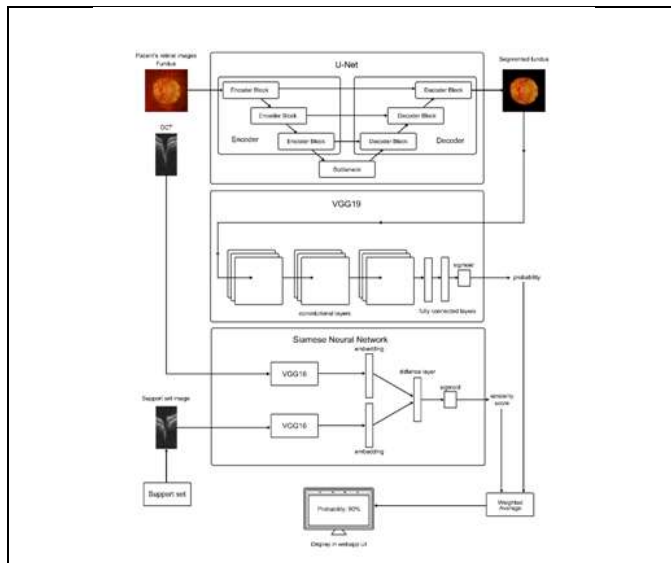 Patient's retinal images
Fundus
U-Net
Segmented fundus
Encoder Block
Decoder Block
Encoder Block
Decoder Block
Encoder
Decoder
Encoder Block
Decoder Block
Bottleneck
OCT
VGG19
sigmoid
probability
convolutional layers
fully connected layers
Siamese Neural Network
embedding
distance layer
VGG16
sigmoid
similarity
score
Support set image
VGG16
embedding
Support set
Probability: 90%
Weighted
Average
Display in webapp UI